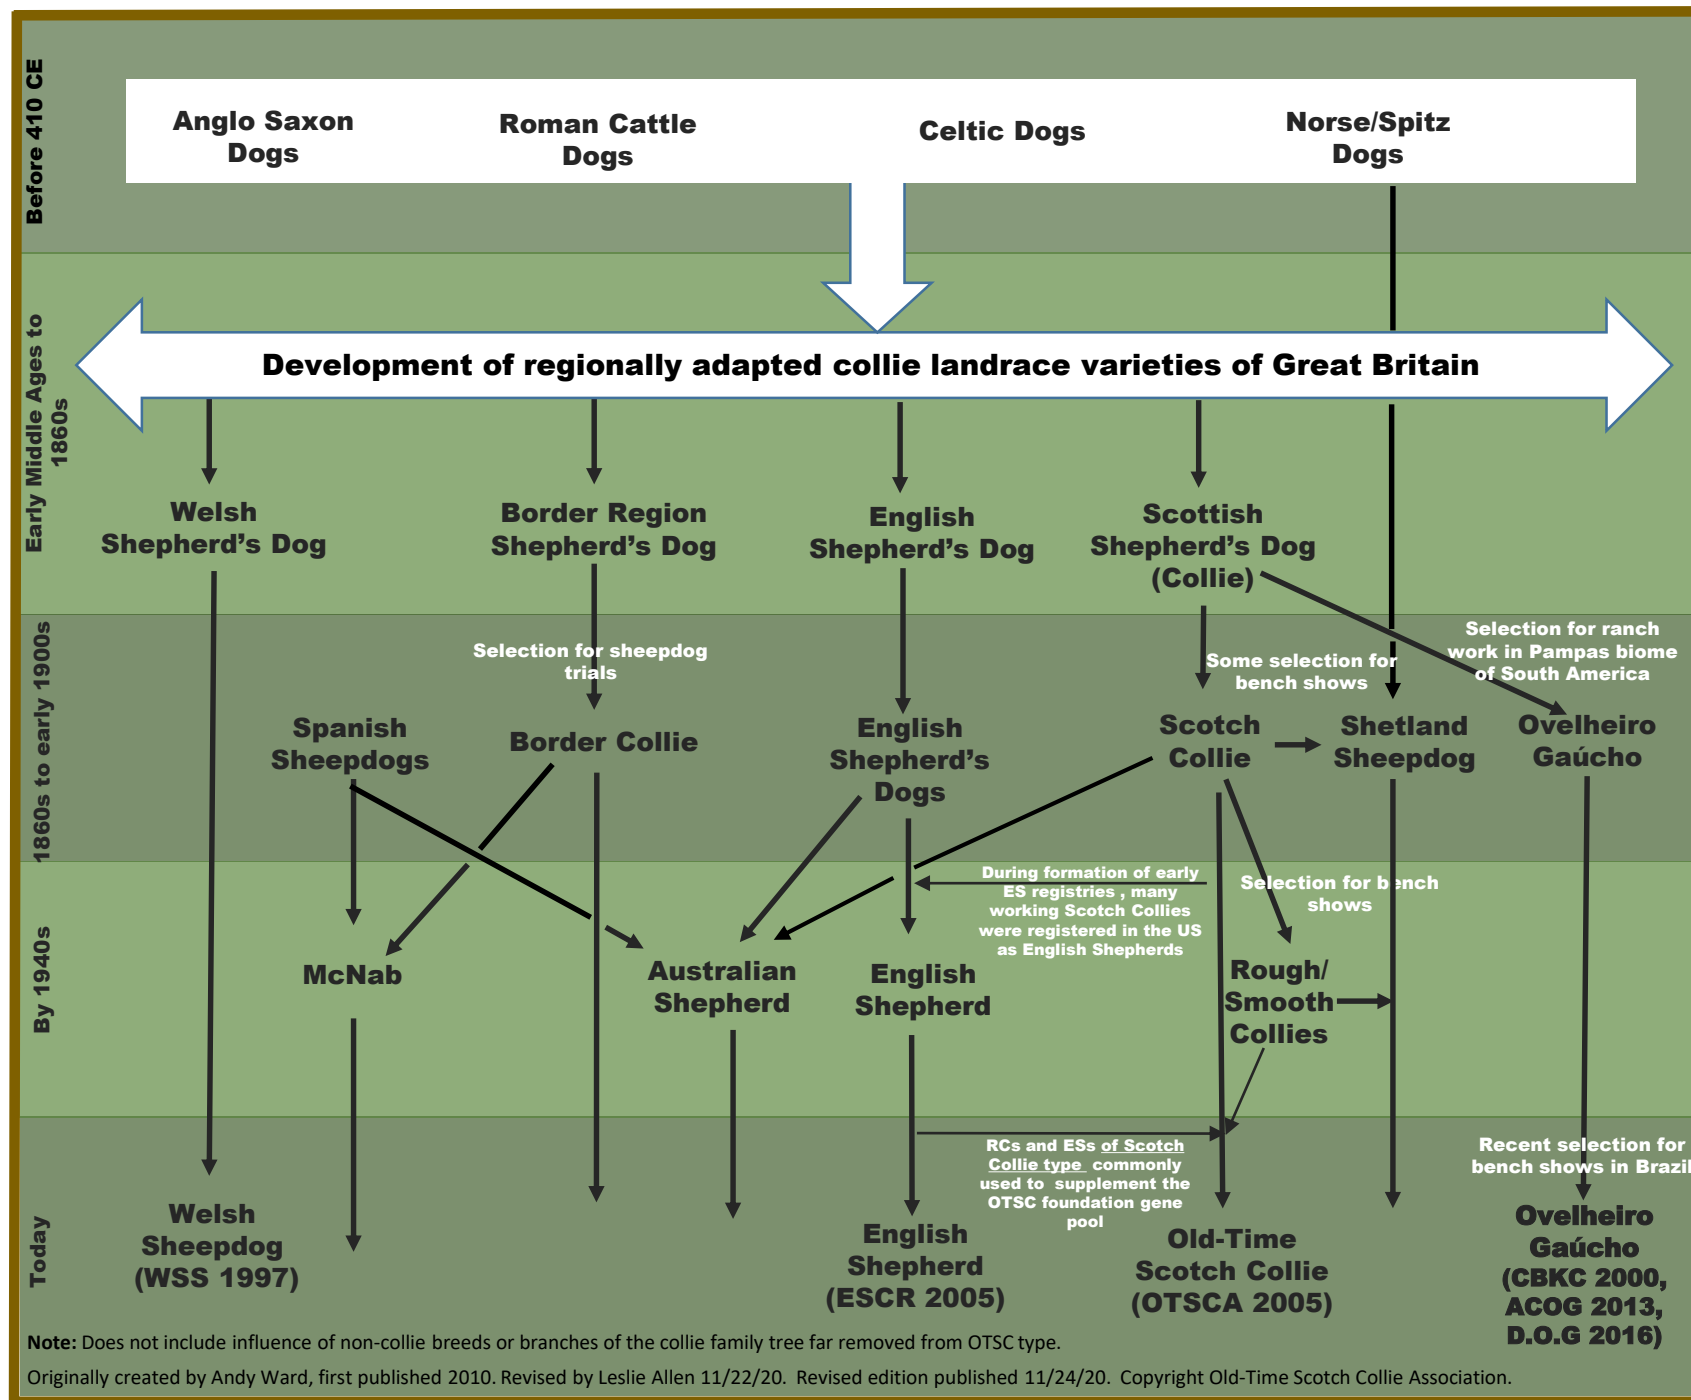 Before 410 CE
Anglo Saxon
Dogs
Roman Cattle
Dogs
Celtic Dogs
Norse/Spitz
Dogs
Early Middle Ages to
1860s
Development of regionally adapted collie landrace varieties of Great Britain
Welsh
Shepherd’s Dog
Border Region
Shepherd’s Dog
English
Shepherd’s Dog
Scottish
Shepherd’s Dog
(Collie)
1860s to early 1900s
Selection for sheepdog
trials
Some selection for
bench shows
Selection for ranch
work in Pampas biome
of South America
Spanish
Sheepdogs
Border Collie
English
Shepherd’s
Dogs
Scotch
Collie
Shetland
Sheepdog
Ovelheiro
Gaúcho
By 1940s
During formation of early
ES registries , many
working Scotch Collies
were registered in the US
as English Shepherds
Selection for bench
shows
McNab
Australian
Shepherd
English
Shepherd
Rough/
Smooth
Collies
Today
RCs and ESs of Scotch
Collie type commonly
used to supplement the
OTSC foundation gene
pool
Recent selection for
bench shows in Brazil
Welsh
Sheepdog
(WSS 1997)
English
Shepherd
(ESCR 2005)
Old-Time
Scotch Collie
(OTSCA 2005)
Ovelheiro
Gaúcho
(CBKC 2000,
ACOG 2013,
D.O.G 2016)
Note: Does not include influence of non-collie breeds or branches of the collie family tree far removed from OTSC type.
Originally created by Andy Ward, first published 2010. Revised by Leslie Allen 11/22/20. Revised edition published 11/24/20. Copyright Old-Time Scotch Collie Association.